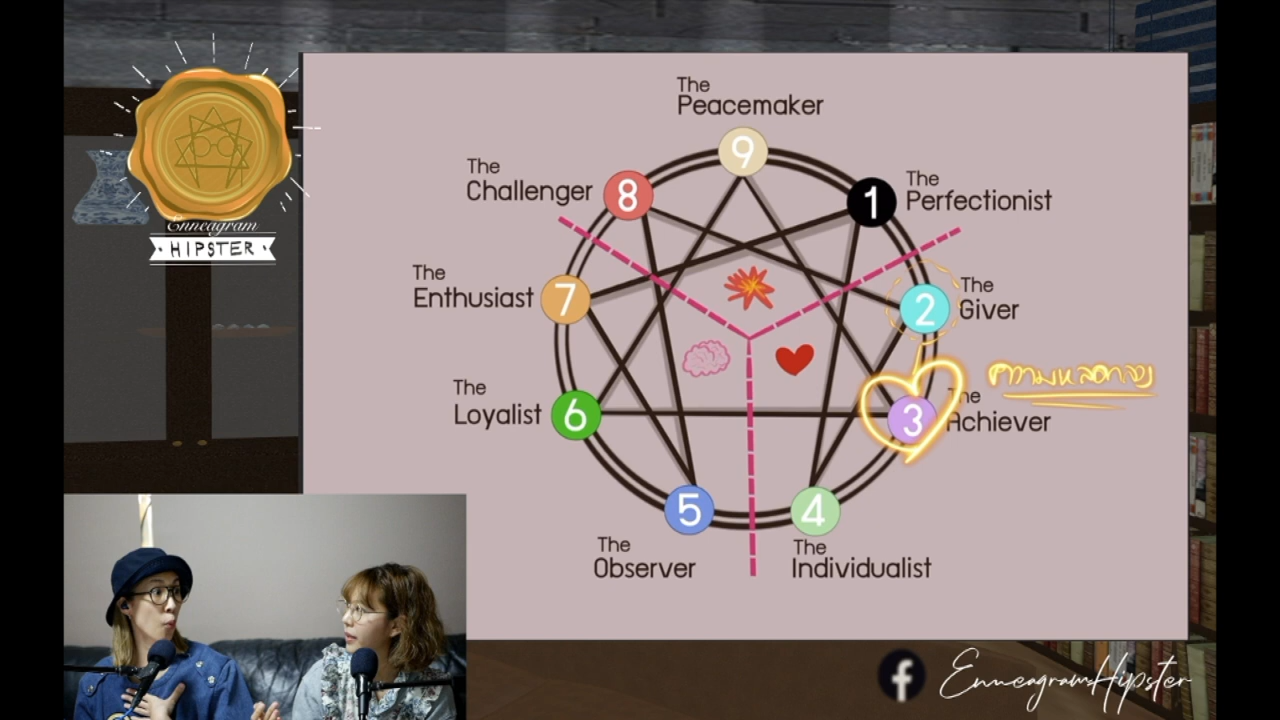 Enneagram
HIPSTER
The
Peacemaker
9
The
Challenger
8
1
The
Perfectionist
The
Enthusiast
7
2
The
Giver
ความหลอกลวง
The
Loyalist
6
3
The
Achiever
5
4
The
Observer
The
Individualist
f
EnneagramHipster